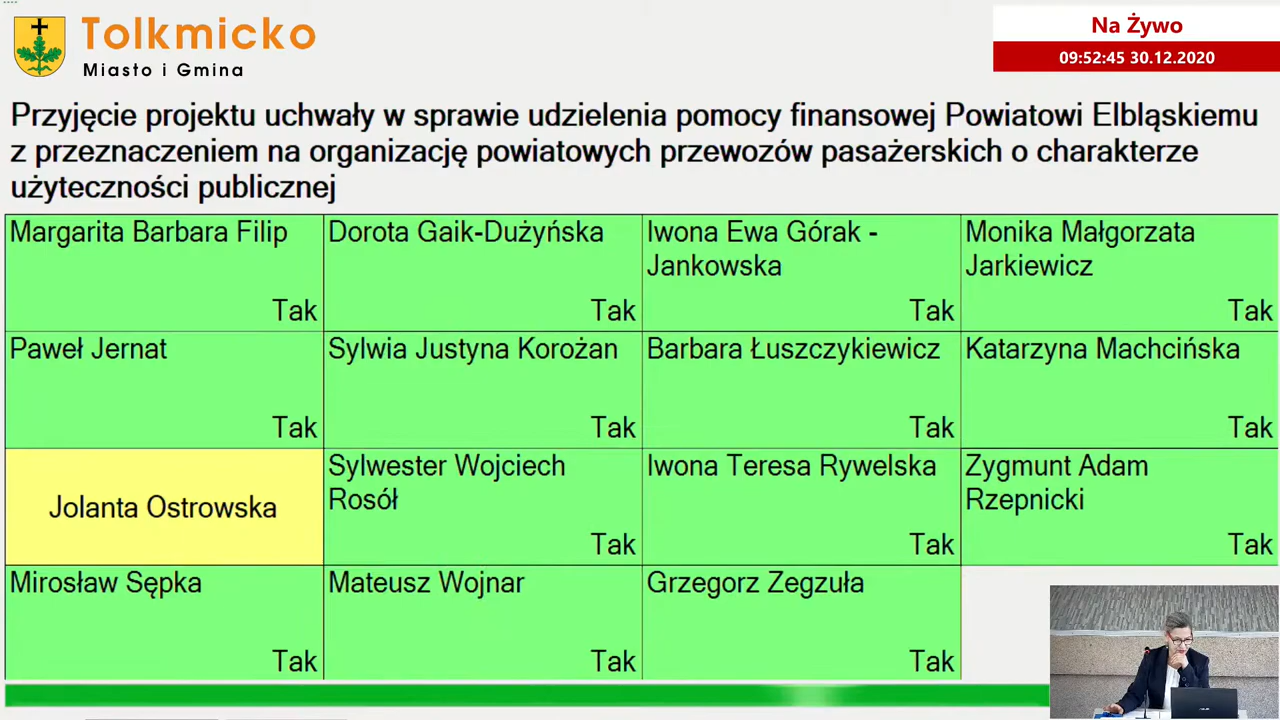 Tolkmicko
Miasto i Gmina
Na Żywo
09:52:45 30.12.2020
Przyjęcie projektu uchwały w sprawie udzielenia pomocy finansowej Powiatowi Elbląskiemu
z przeznaczeniem na organizację powiatowych przewozów pasażerskich o charakterze
użyteczności publicznej
Margarita Barbara Filip
Tak
Dorota Gaik-Dużyńska
Tak
Iwona Ewa Górak -
Jankowska
Tak
Monika Małgorzata
Jarkiewicz
Tak
Paweł Jernat
Tak
Sylwia Justyna Korożan
Tak
Barbara Łuszczykiewicz
Tak
Katarzyna Machcińska
Tak
Jolanta Ostrowska
Sylwester Wojciech
Rosół
Tak
Iwona Teresa Rywelska
Tak
Zygmunt Adam
Rzepnicki
Tak
Mirosław Sępka
Tak
Mateusz Wojnar
Tak
Grzegorz Zegzuła
Tak